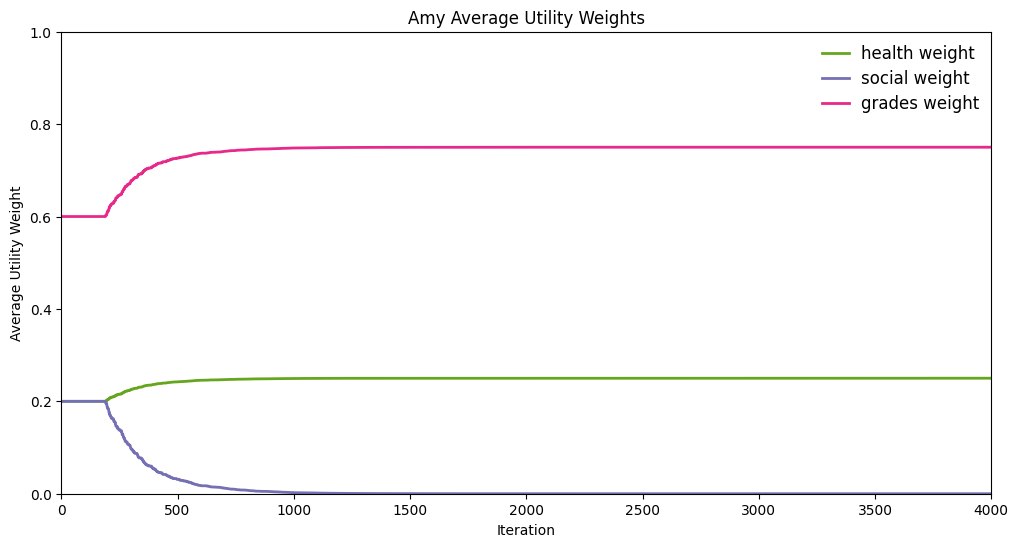 Amy Average Utility Weights
1.0
0.8
0.6
0.4
0.2
0.0
Average Utility Weight
health weight
social weight
grades weight
0 500 1000 1500 2000 2500 3000 3500 4000
Iteration